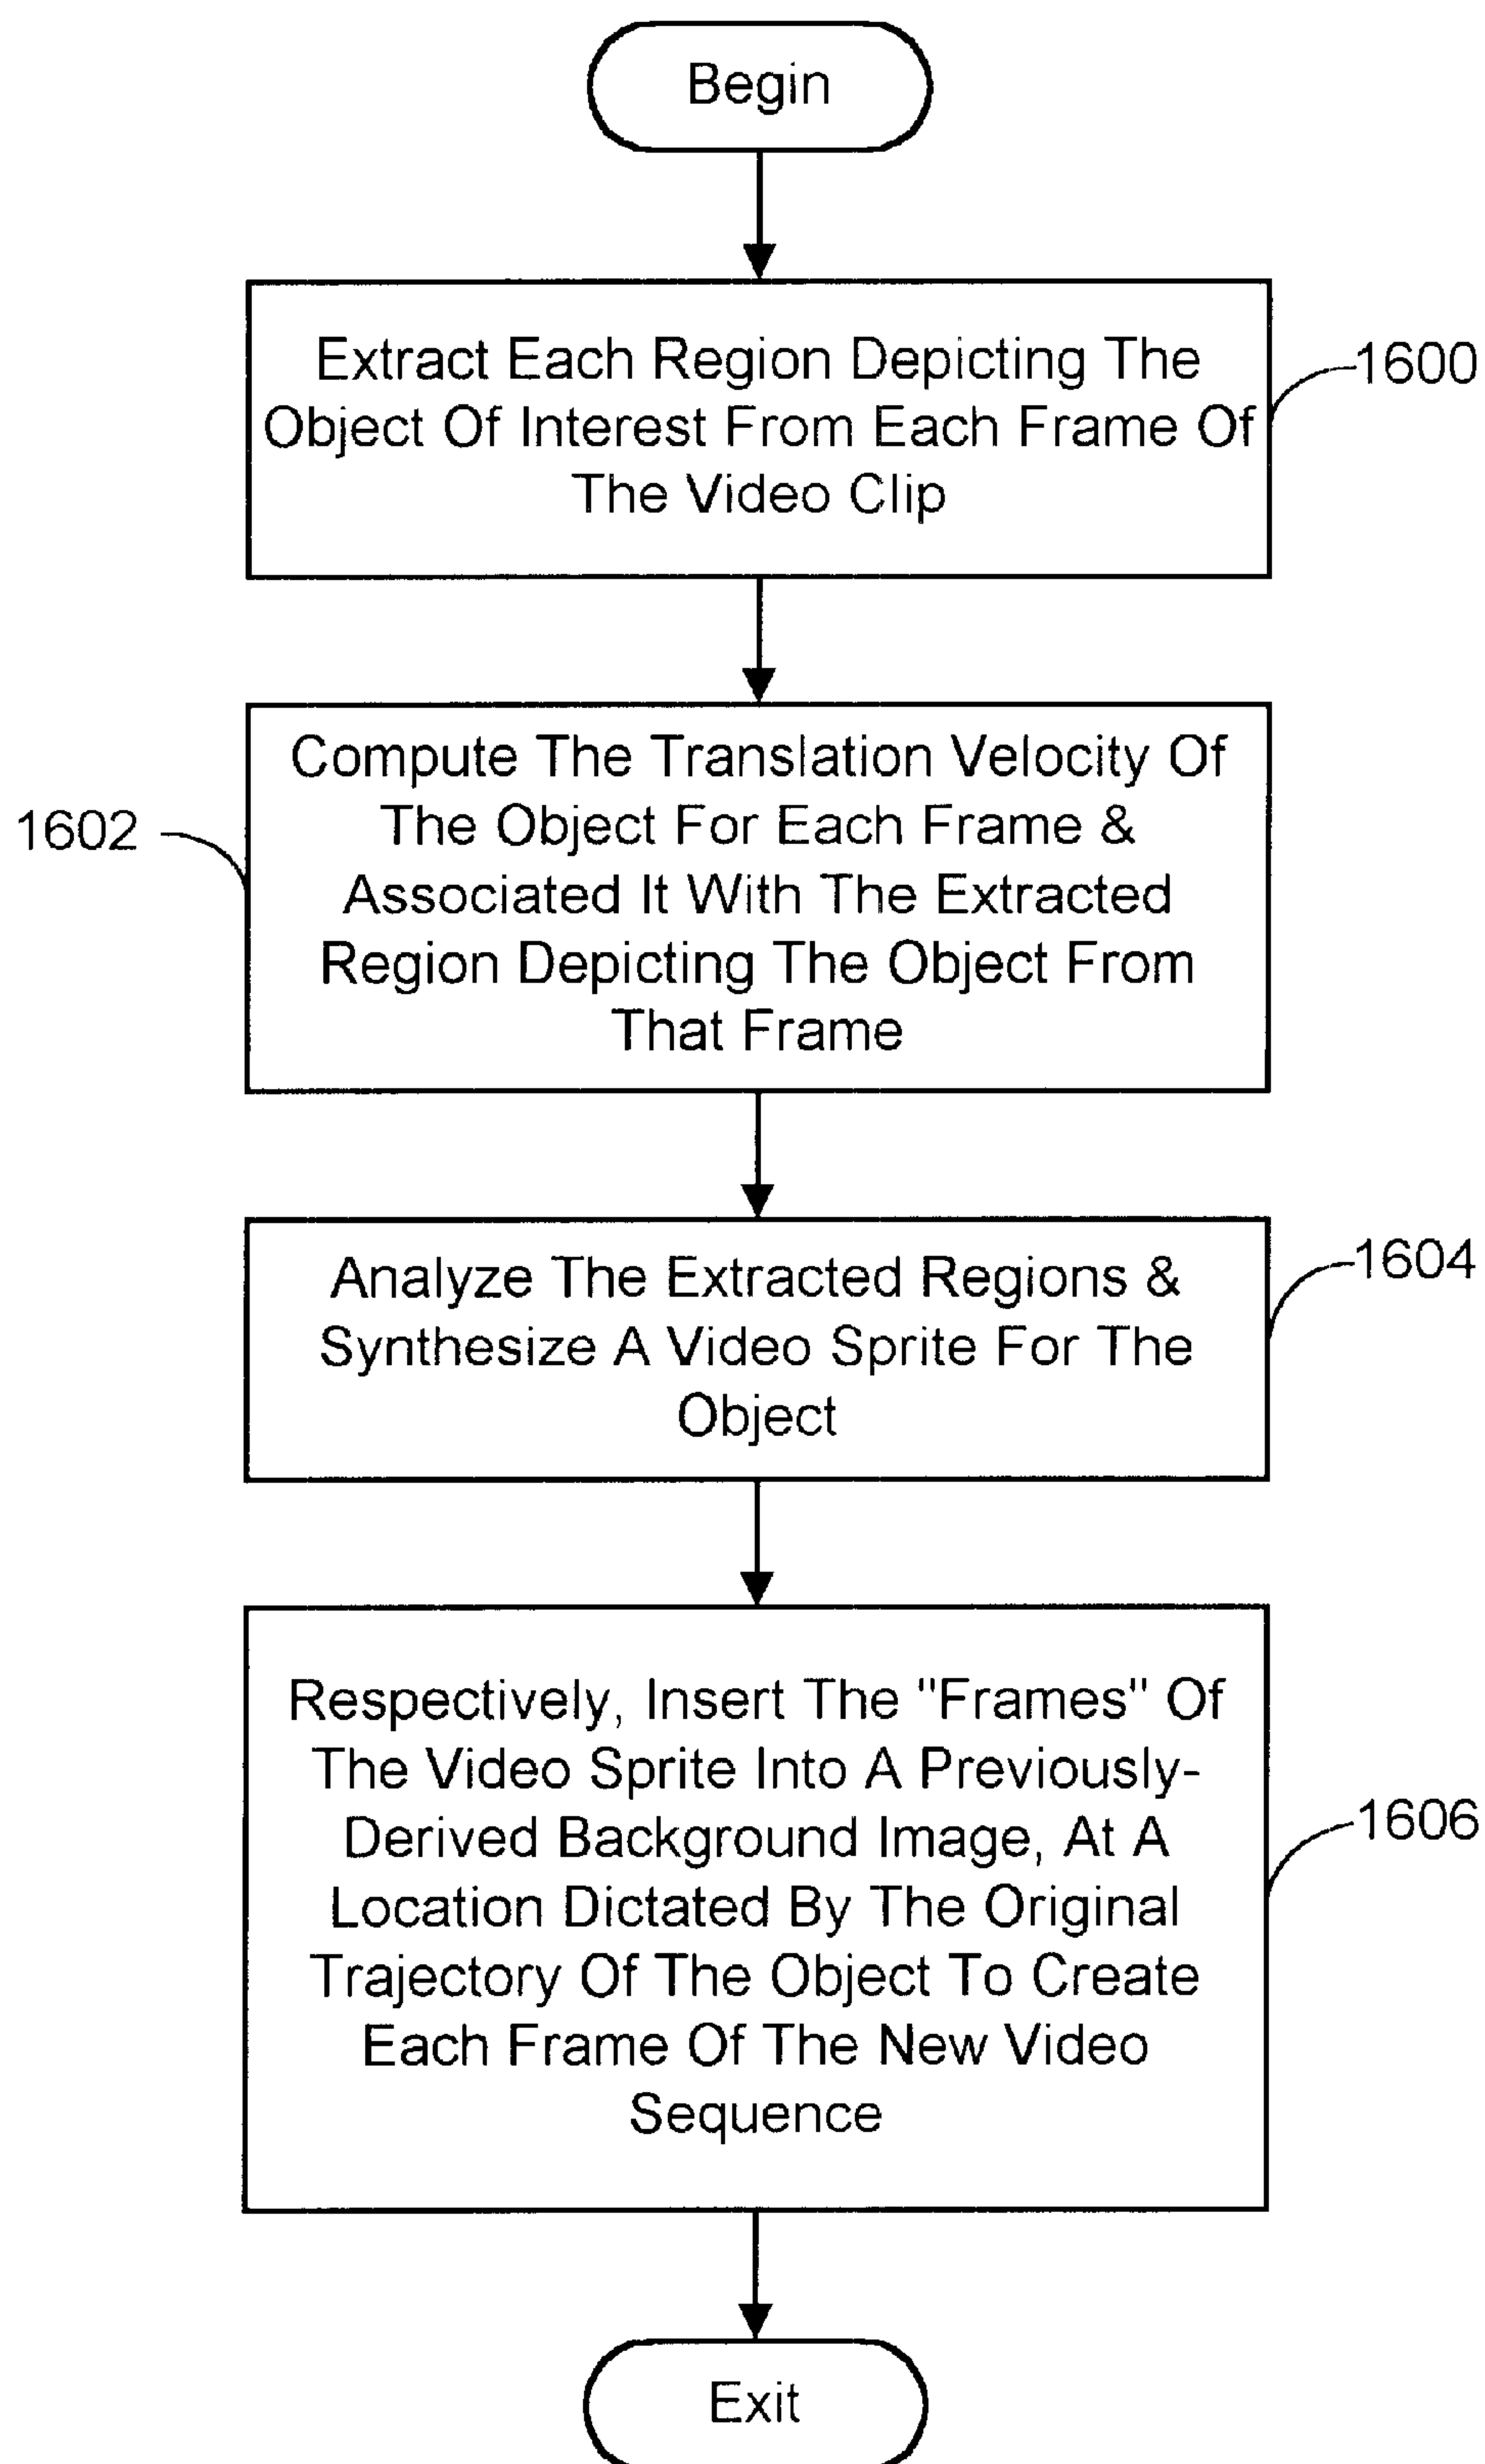 Begin
Extract Each Region Depicting The
Object Of Interest From Each Frame Of
The Video Clip
1600
Compute The Translation Velocity Of
The Object For Each Frame &
Associated It With The Extracted
Region Depicting The Object From
That Frame
1602
Analyze The Extracted Regions &
Synthesize A Video Sprite For The
Object
1604
Respectively, Insert The "Frames" Of
The Video Sprite Into A Previously-
Derived Background Image, At A
Location Dictated By The Original
Trajectory Of The Object To Create
Each Frame Of The New Video
Sequence
1606
Exit